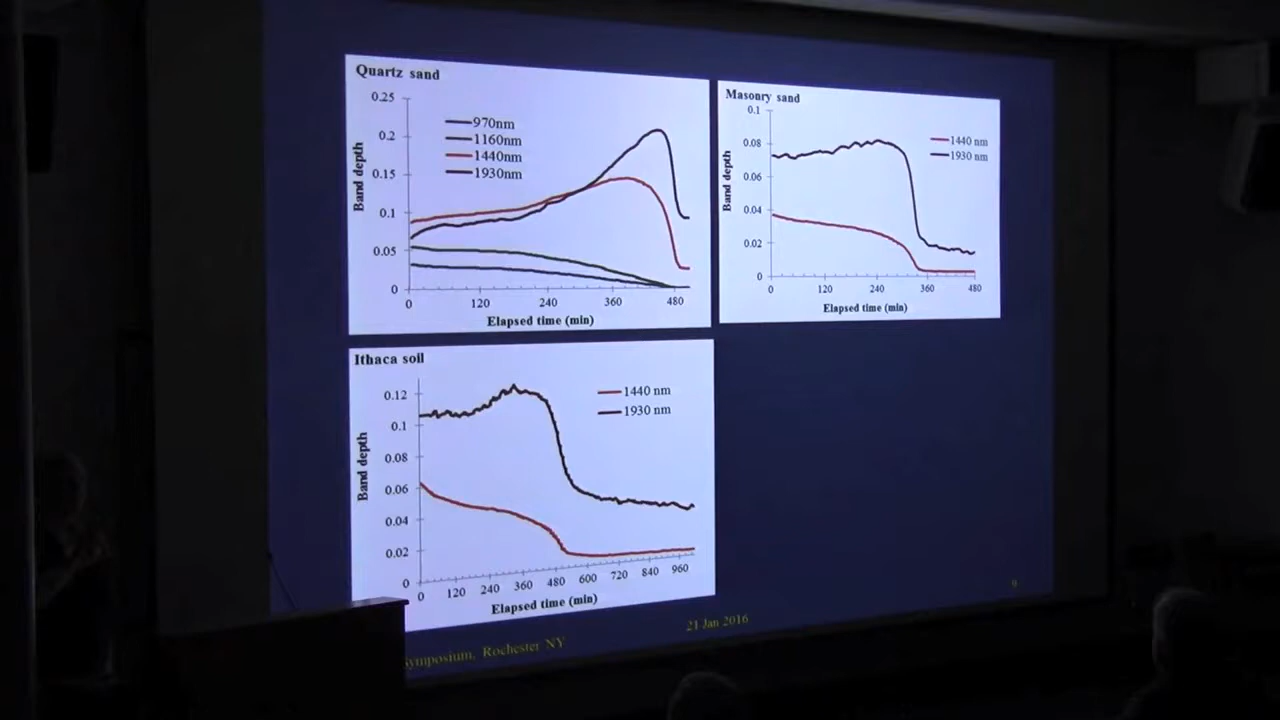 Quartz sand
0.25
0.2
0.15
0.1
0.05
0
Band depth
970nm
1160nm
1440nm
1930nm
0 120 240 360 480
Elapsed time (min)
Masonry sand
0.1
0.08
0.06
0.04
0.02
0
Band depth
1440 nm
1930 nm
0 120 240 360 480
Elapsed time (min)
Ithaca soil
0.12
0.1
0.08
0.06
0.04
0.02
0
Band depth
1440 nm
1930 nm
0 120 240 360 480 600 720 840 960
Elapsed time (min)
9
21 Jan 2016
ymposium, Rochester NY